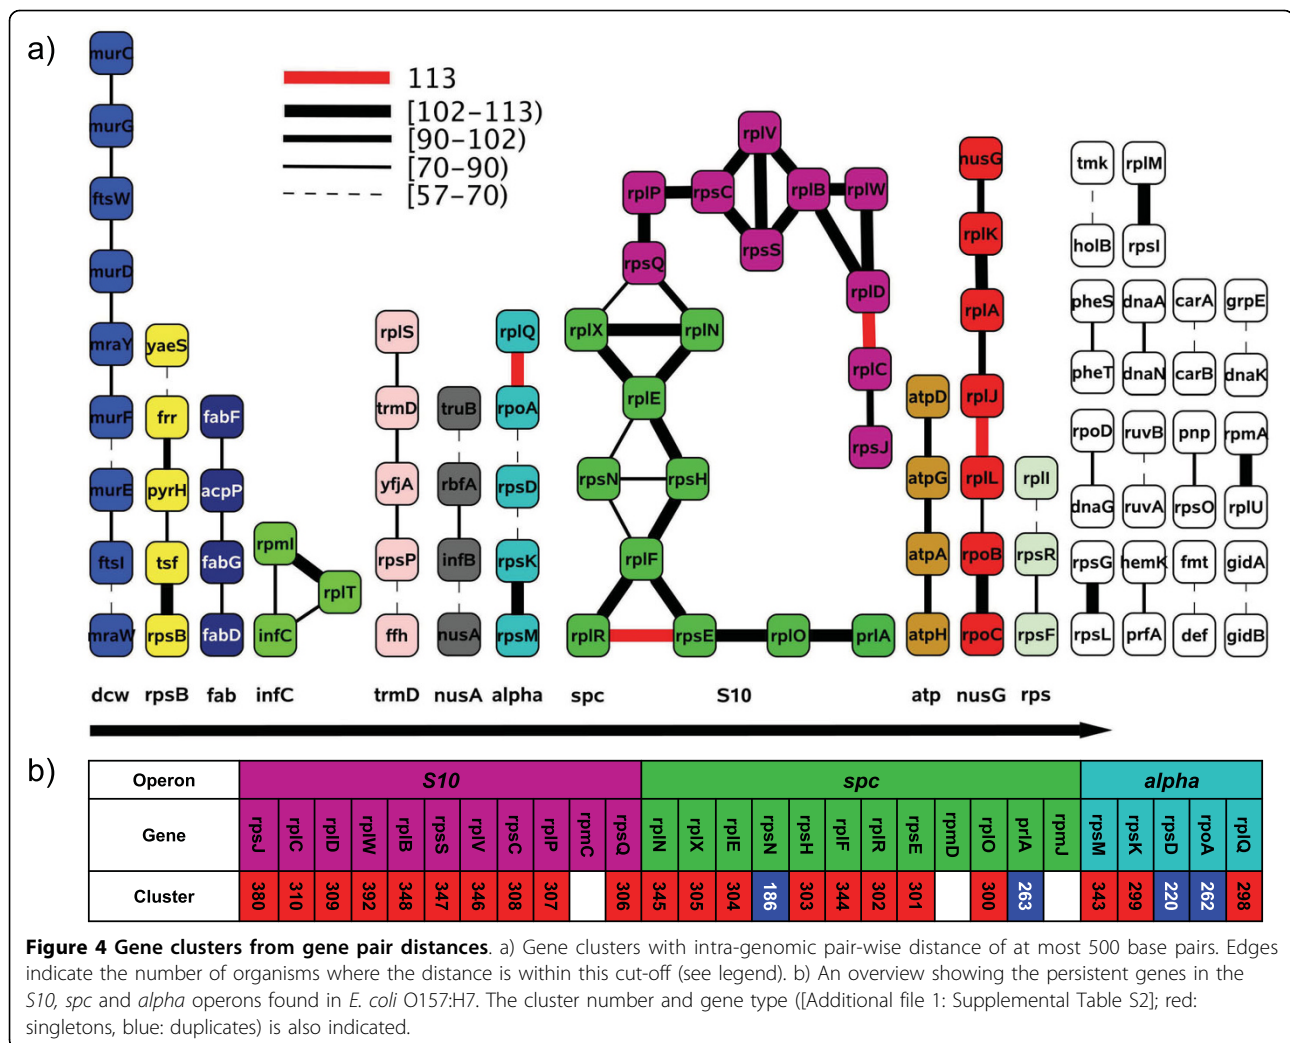 a)
113
[102-113)
[90-102)
[70-90)
[57-70)
murC
murG
ftsW
murD
mraY
murF
murE
ftsI
mraW
yaeS
frr
pyrH
tsf
rpsB
fabF
acpP
fabG
fabD
rpmI
rplT
infC
rplS
trmD
yfjA
rpsP
ffh
truB
rbfA
infB
nusA
rplQ
rpoA
rpsD
rpsK
rpsM
rplV
rplP
rpsC
rplB
rplW
rpsS
rpsQ
rplD
rplX
rplN
rplC
rplE
rpsJ
rpsN
rpsH
rplF
rplR
rpsE
rplO
prlA
atpD
atpG
atpA
atpH
nusG
rplK
rplA
rplJ
rplL
rpoB
rpoC
rplI
rpsR
rpsF
tmk
rplM
holB
rpsI
pheS
dnaA
carA
grpE
pheT
dnaN
carB
dnaK
rpoD
ruvB
pnp
rpmA
dnaG
ruvA
rpsO
rplU
rpsG
hemK
fmt
gidA
rpsL
prfA
def
gidB
dcw rpsB fab infC trmD nusA alpha spc S10 atp nusG rps
b)
Operon S10 spc alpha
Gene rpsJ rplC rplD rplW rplB rpsS rplV rpsC rplP rpmC rpsQ rplN rplX rplE rpsN rpsH rplF rplR rpsE rpmD rplO prlA rpmJ rpsM rpsK rpsD rpoA rplQ
Cluster 380 310 309 392 348 347 346 308 307 306 345 305 304 186 303 344 302 301 300 263 343 299 220 262 298
Figure 4 Gene clusters from gene pair distances. a) Gene clusters with intra-genomic pair-wise distance of at most 500 base pairs. Edges
indicate the number of organisms where the distance is within this cut-off (see legend). b) An overview showing the persistent genes in the
S10, spc and alpha operons found in E. coli O157:H7. The cluster number and gene type ([Additional file 1: Supplemental Table S2]; red:
singletons, blue: duplicates) is also indicated.